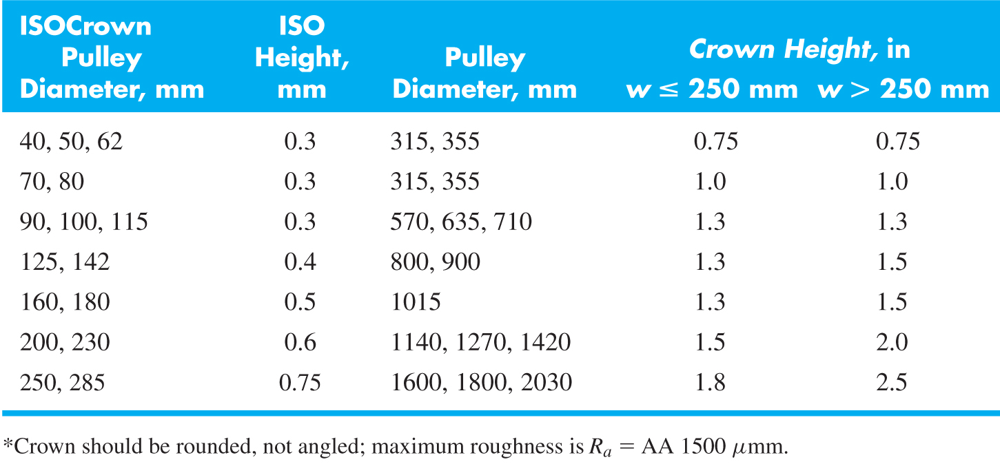 ISOCrown Pulley Diameter, mm | ISO Height, mm | Pulley Diameter, mm | Crown Height, in w ≤ 250 mm | w > 250 mm
40, 50, 62 | 0.3 | 315, 355 | 0.75 | 0.75
70, 80 | 0.3 | 315, 355 | 1.0 | 1.0
90, 100, 115 | 0.3 | 570, 635, 710 | 1.3 | 1.3
125, 142 | 0.4 | 800, 900 | 1.3 | 1.5
160, 180 | 0.5 | 1015 | 1.3 | 1.5
200, 230 | 0.6 | 1140, 1270, 1420 | 1.5 | 2.0
250, 285 | 0.75 | 1600, 1800, 2030 | 1.8 | 2.5
*Crown should be rounded, not angled; maximum roughness is Rₐ = AA 1500 μmm.